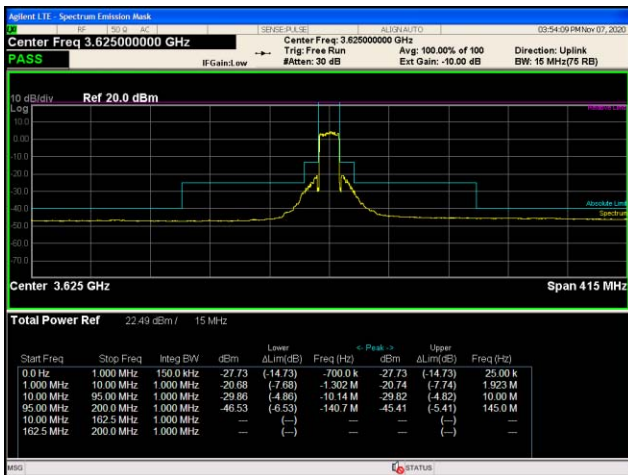 Agilent LTE - Spectrum Emission Mask
RF 50 Ω AC SENSE:PULSE ALIGN AUTO 03:54:09 PM Nov 07, 2020
Center Freq 3.625000000 GHz
Center Freq: 3.625000000 GHz
Trig: Free Run Avg: 100.00% of 100 Direction: Uplink
PASS IFGain:Low #Atten: 30 dB Ext Gain: -10.00 dB BW: 15 MHz(75 RB)
10 dB/div Ref 20.0 dBm
Log
Relative Limit
10.0
0.00
-10.0
-20.0
-30.0
-40.0
Absolute Limit
Spectrum
-50.0
-60.0
-70.0
Center 3.625 GHz Span 415 MHz
Total Power Ref 22.49 dBm / 15 MHz
Lower <- Peak -> Upper
Start Freq Stop Freq Integ BW dBm ΔLim(dB) Freq (Hz) dBm ΔLim(dB) Freq (Hz)
0.0 Hz 1.000 MHz 150.0 kHz -27.73 (-14.73) -700.0 k -27.73 (-14.73) 25.00 k
1.000 MHz 10.00 MHz 1.000 MHz -20.68 (-7.68) -1.302 M -20.74 (-7.74) 1.923 M
10.00 MHz 95.00 MHz 1.000 MHz -29.86 (-4.86) -10.14 M -29.82 (-4.82) 10.00 M
95.00 MHz 200.0 MHz 1.000 MHz -46.53 (-6.53) -140.7 M -45.41 (-5.41) 145.0 M
10.00 MHz 162.5 MHz 1.000 MHz --- (---) --- (---)
162.5 MHz 200.0 MHz 1.000 MHz --- (---) --- (---)
MSG STATUS